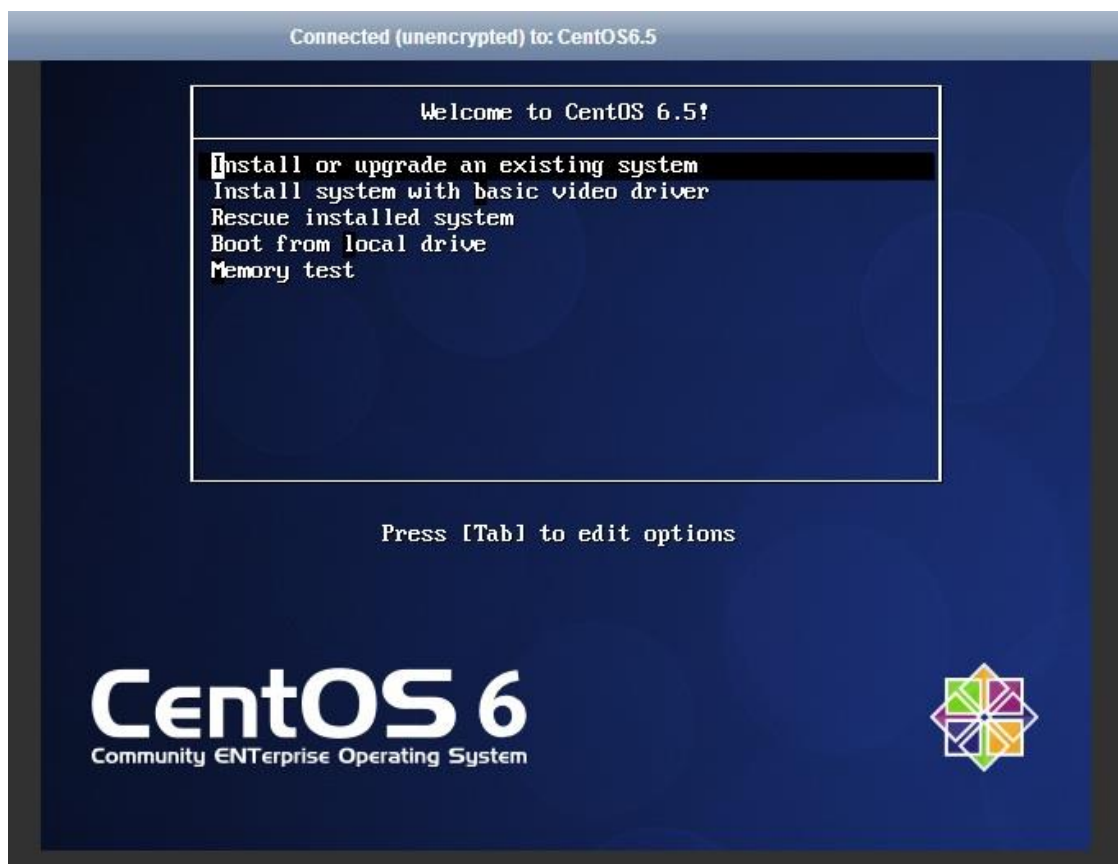 Connected (unencrypted) to: CentOS6.5
Welcome to CentOS 6.5!
Install or upgrade an existing system
Install system with basic video driver
Rescue installed system
Boot from local drive
Memory test
Press [Tab] to edit options
CentOS 6
Community ENTerprise Operating System